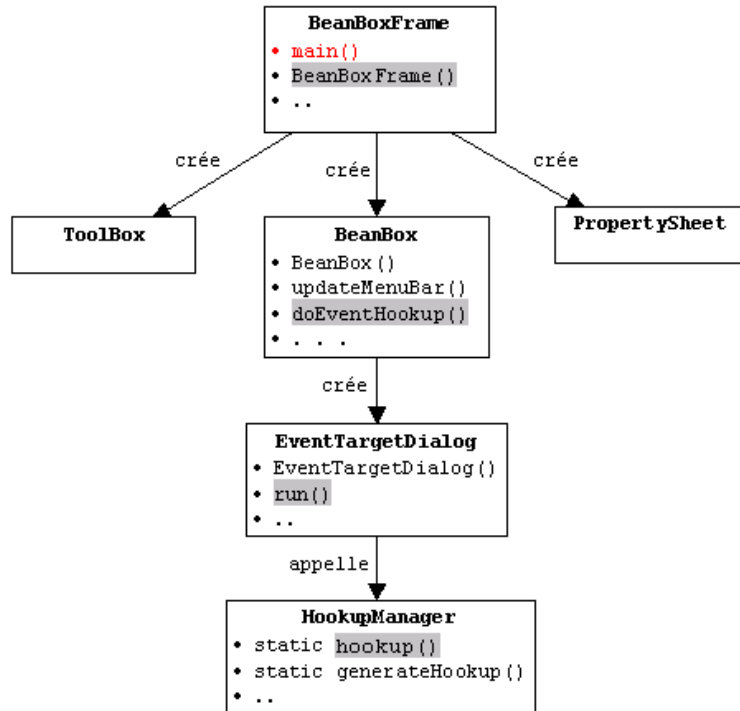 BeanBoxFrame
• main()
• BeanBoxFrame()
• ..
crée
crée
crée
ToolBox
BeanBox
• BeanBox()
• updateMenuBar()
• doEventHookup()
• . . .
PropertySheet
crée
EventTargetDialog
• EventTargetDialog()
• run()
• ..
appelle
HookupManager
• static hookup()
• static generateHookup()
• ..